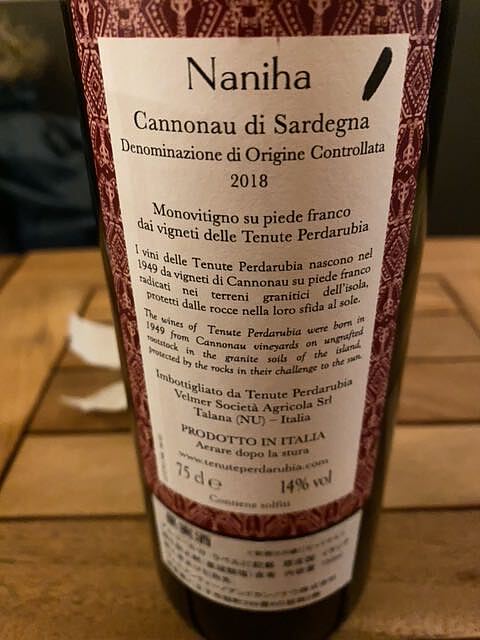 Naniha
Cannonau di Sardegna
Denominazione di Origine Controllata
2018
Monovitigno su piede franco
dai vigneti delle Tenute Perdarubia
I vini delle Tenute Perdarubia nascono nel
1949 da vigneti di Cannonau su piede franco
radicati nei terreni granitici dell'isola,
protetti dalle rocce nella loro sfida al sole.
The wines of Tenute Perdarubia were born in
1949 from Cannonau vineyards on ungrafted
rootstock in the granite soils of the island,
protected by the rocks in their challenge to the sun.
Imbottigliato da Tenute Perdarubia
Velmer Società Agricola Srl
Talana (NU) – Italia
PRODOTTO IN ITALIA
Aerare dopo la stura
www.tenuteperdarubia.com
75 cl e 14% vol
Contiene solfiti
果実酒